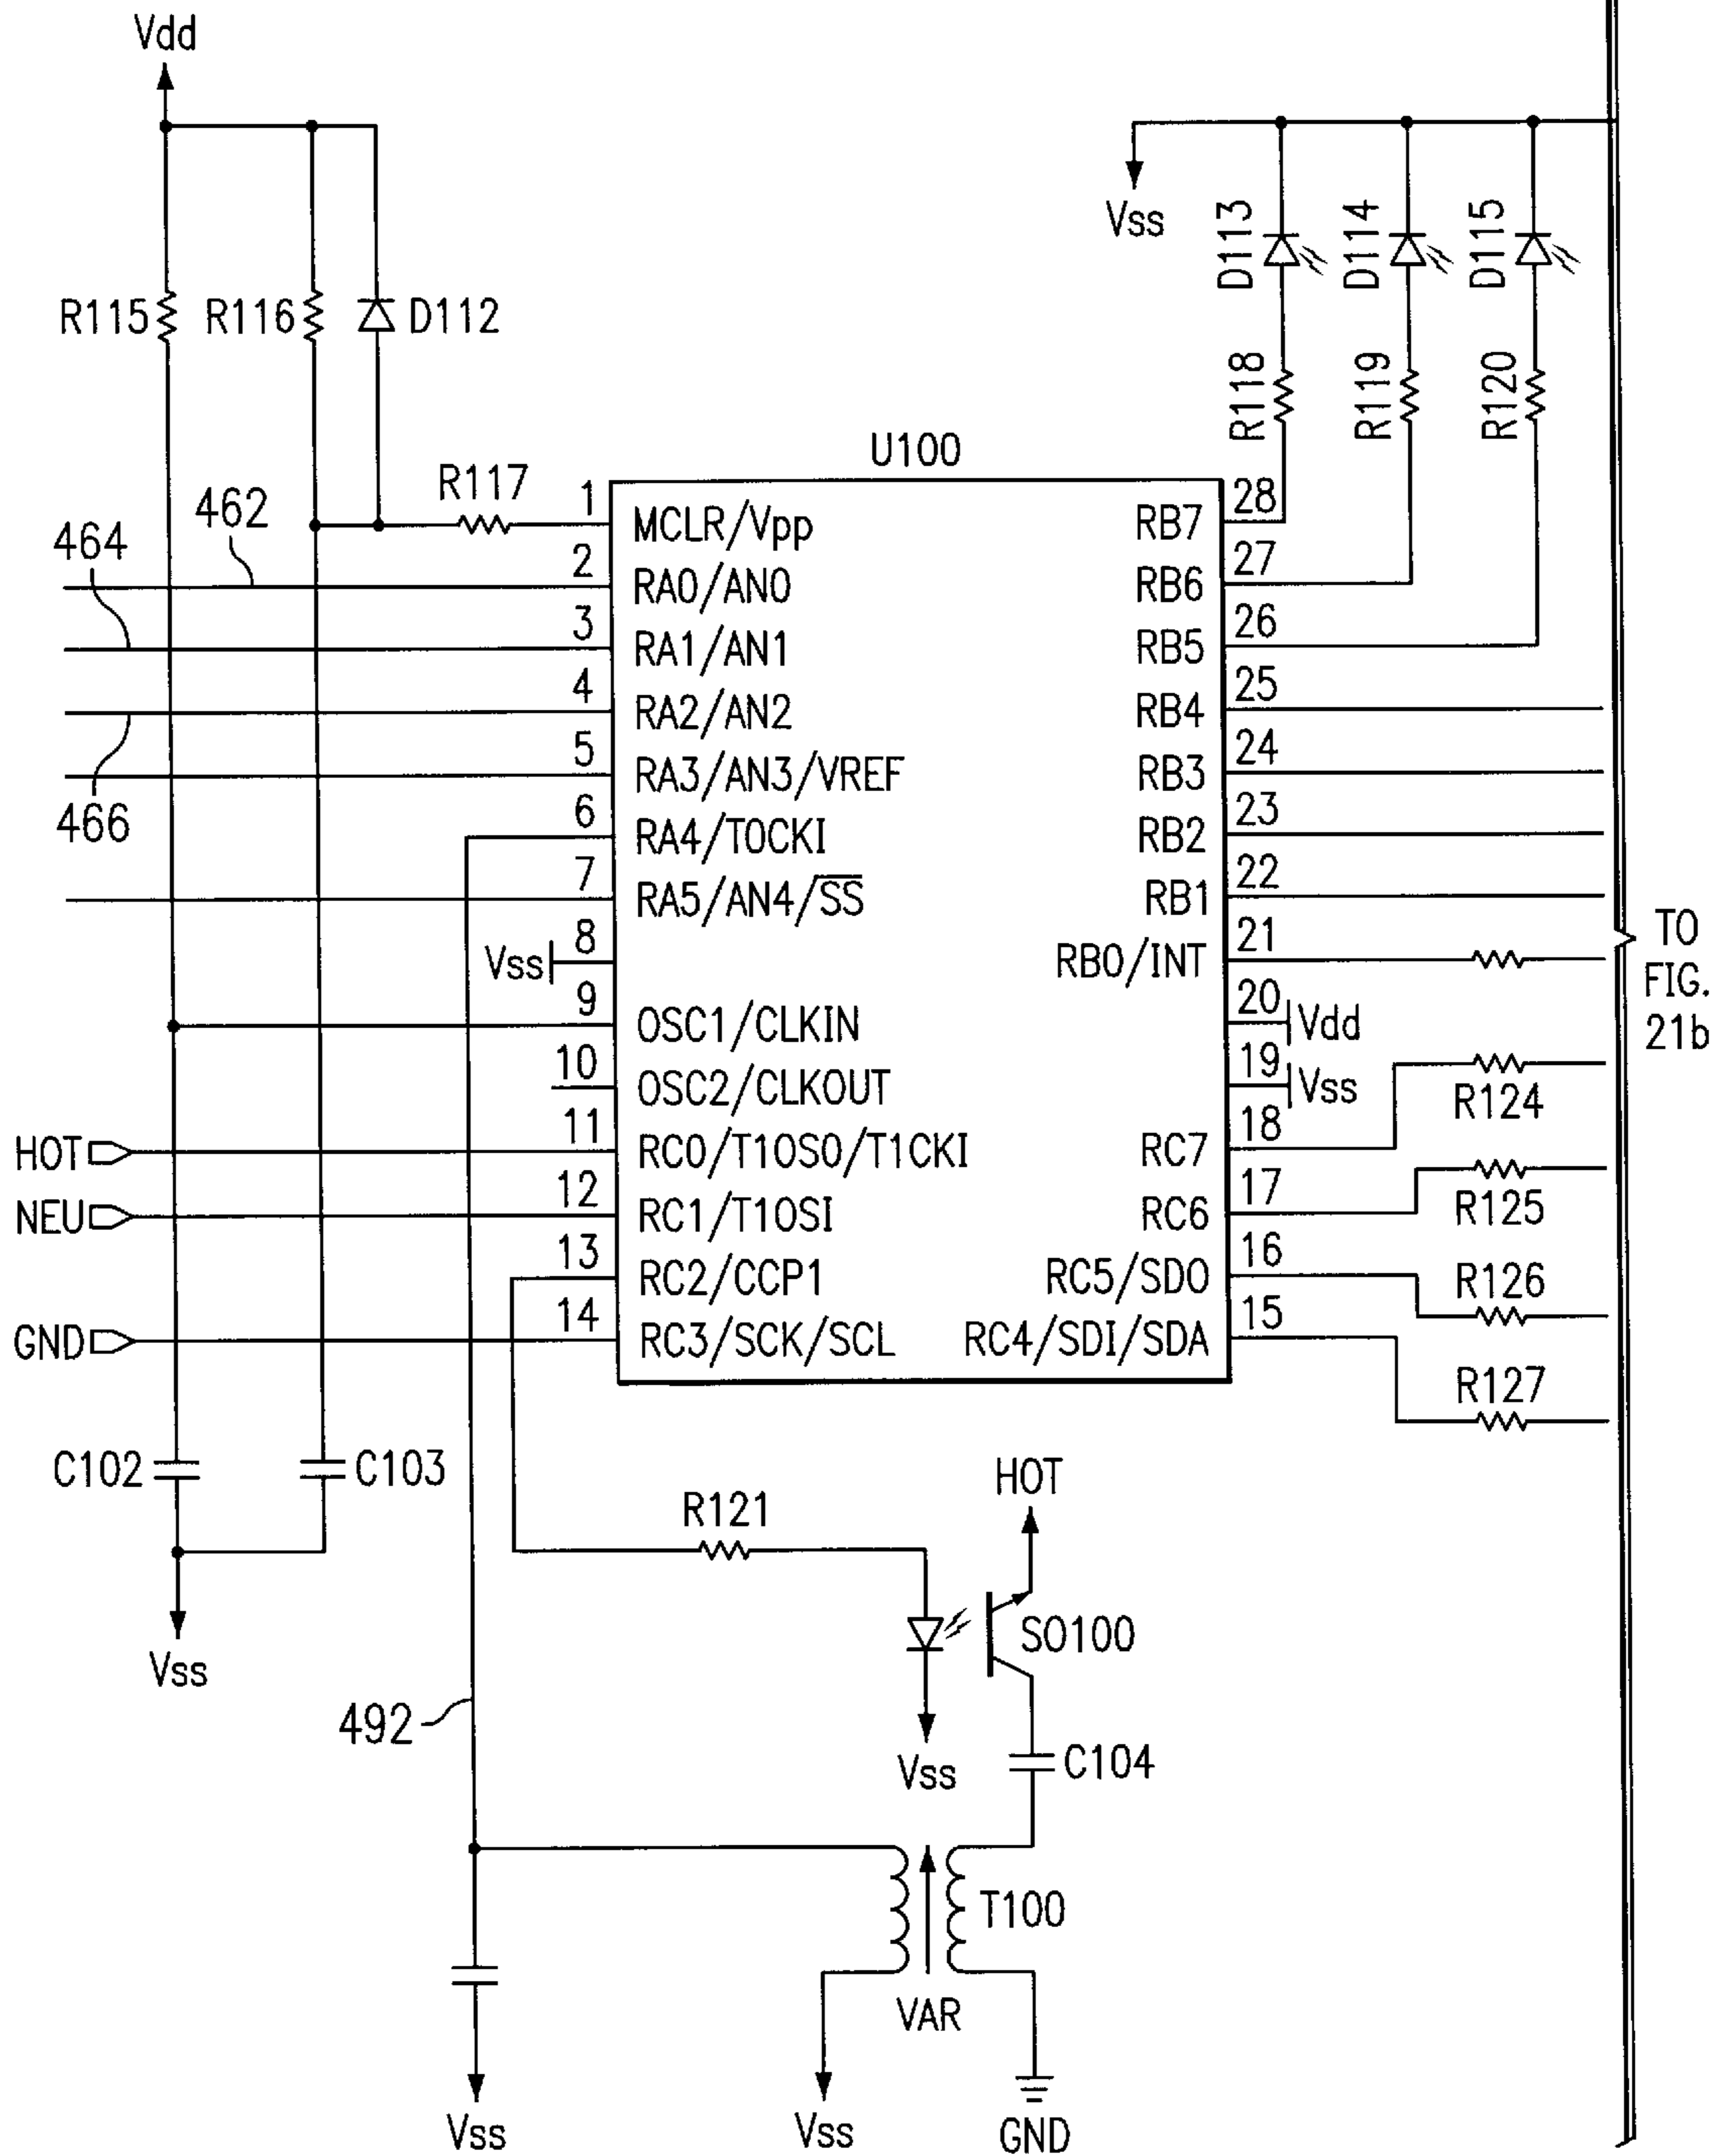 Vdd
Vss
D113
D114
D115
R115
R116
D112
R118
R119
R120
U100
R117
462
464
466
1
MCLR/Vpp
2
RA0/AN0
3
RA1/AN1
4
RA2/AN2
5
RA3/AN3/VREF
6
RA4/T0CKI
7
RA5/AN4/SS
8
Vss
9
OSC1/CLKIN
10
OSC2/CLKOUT
11
HOT
RC0/T1OSO/T1CKI
12
NEU
RC1/T1OSI
13
RC2/CCP1
14
GND
RC3/SCK/SCL
28
RB7
27
RB6
26
RB5
25
RB4
24
RB3
23
RB2
22
RB1
21
RB0/INT
20
Vdd
19
Vss
18
RC7
17
RC6
16
RC5/SDO
15
RC4/SDI/SDA
R124
R125
R126
R127
TO
FIG.
21b
C102
C103
Vss
R121
HOT
SO100
Vss
C104
492
T100
VAR
Vss
Vss
GND